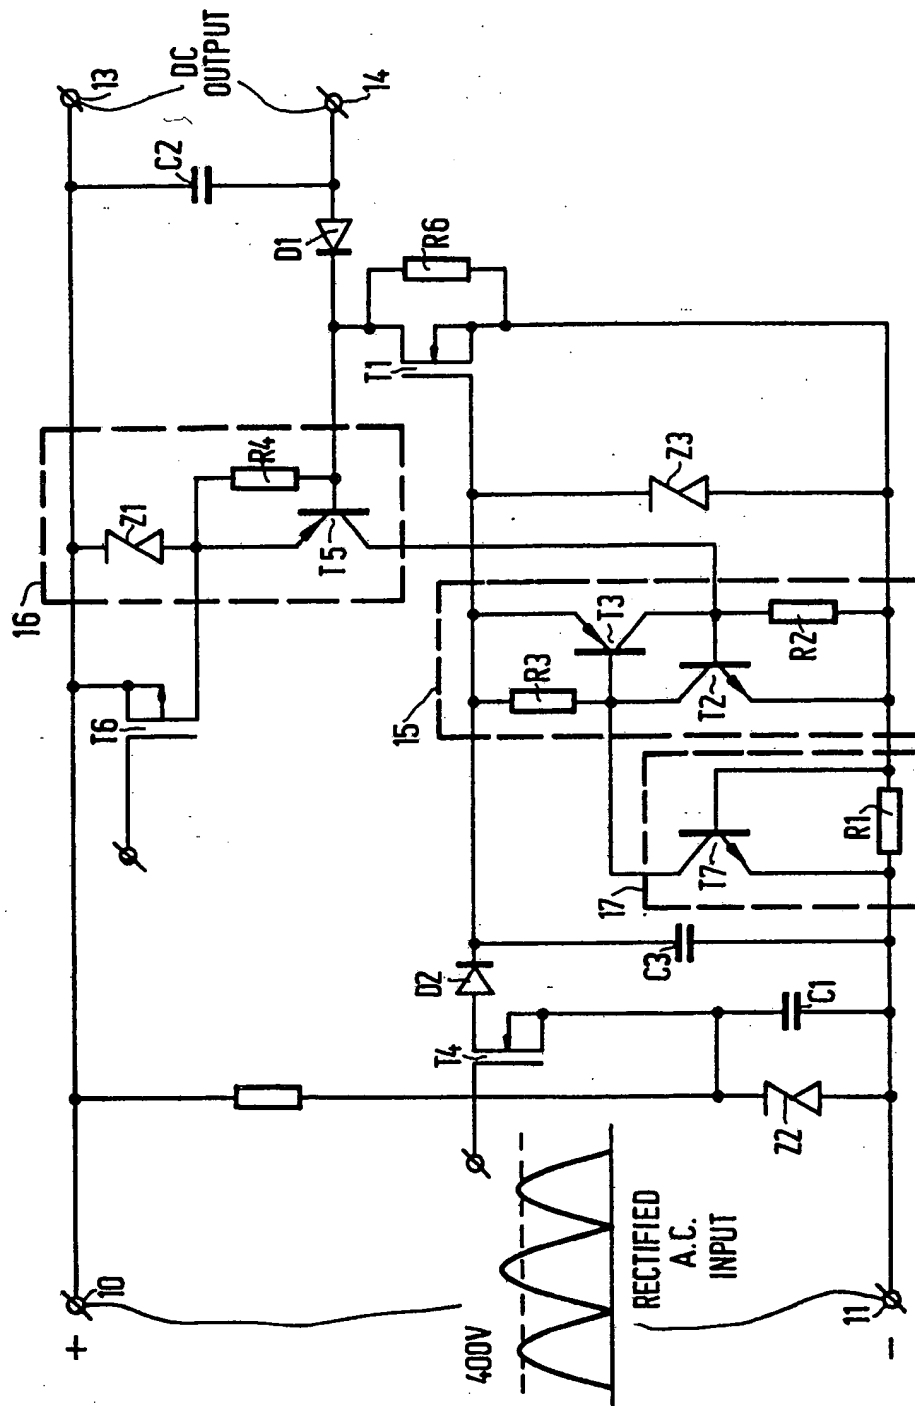 13
DC
OUTPUT
14
C2
D1
R6
T1
16
Z1
R4
T5
Z3
T6
15
R3
T3
T2
R2
17
T7
R1
D2
C3
T4
C1
Z2
+
10
400V
RECTIFIED
A.C.
INPUT
11
−